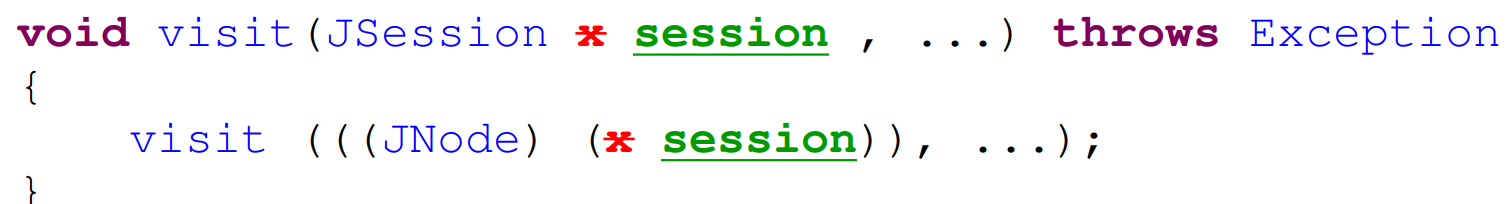 void visit(JSession x session , ...) throws Exception
{
visit (((JNode) (x session)), ...);
}